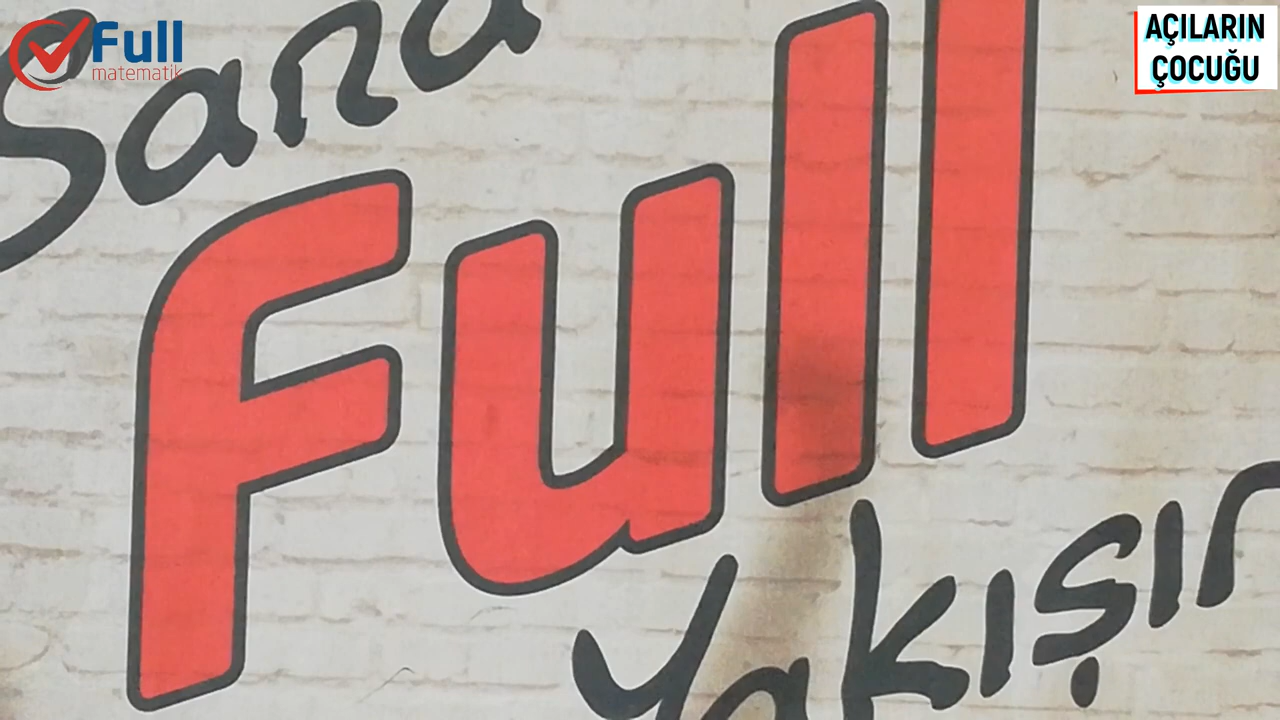 Full
matematik
AÇILARIN
ÇOCUĞU
Sana
Full
Yakışır